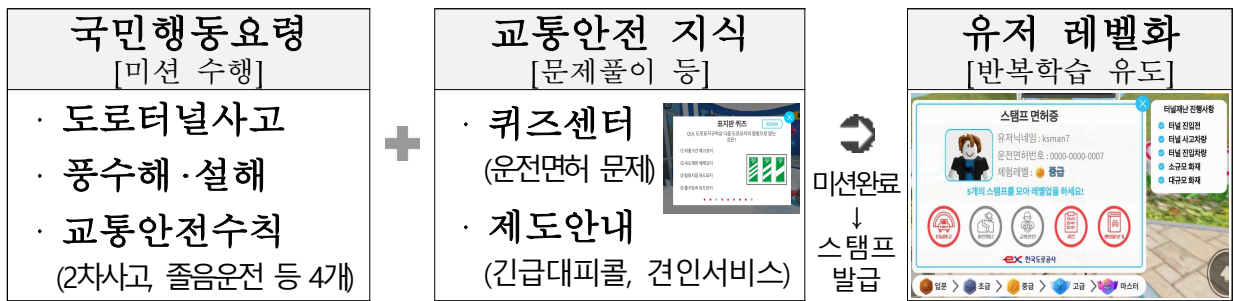 국민행동요령
[미션 수행]
· 도로터널사고
· 풍수해·설해
· 교통안전수칙
(2차사고, 졸음운전 등 4개)
교통안전 지식
[문제풀이 등]
· 퀴즈센터
(운전면허 문제)
표지판 퀴즈
· 제도안내
(긴급대피콜, 견인서비스)
미션완료
↓
스탬프
발급
유저 레벨화
[반복학습 유도]
스탬프 면허증
유저닉네임 : ksman7
운전면허번호 : 0000-0000-0007
체험레벨 : 중급
5개의 스탬프를 모아 레벨업을 하세요!
ex 한국도로공사
입문 > 초급 > 중급 > 고급 > 마스터
터널재난 진행사항
터널 진입전
터널 사고차량
터널 진입차량
소규모 화재
대규모 화재